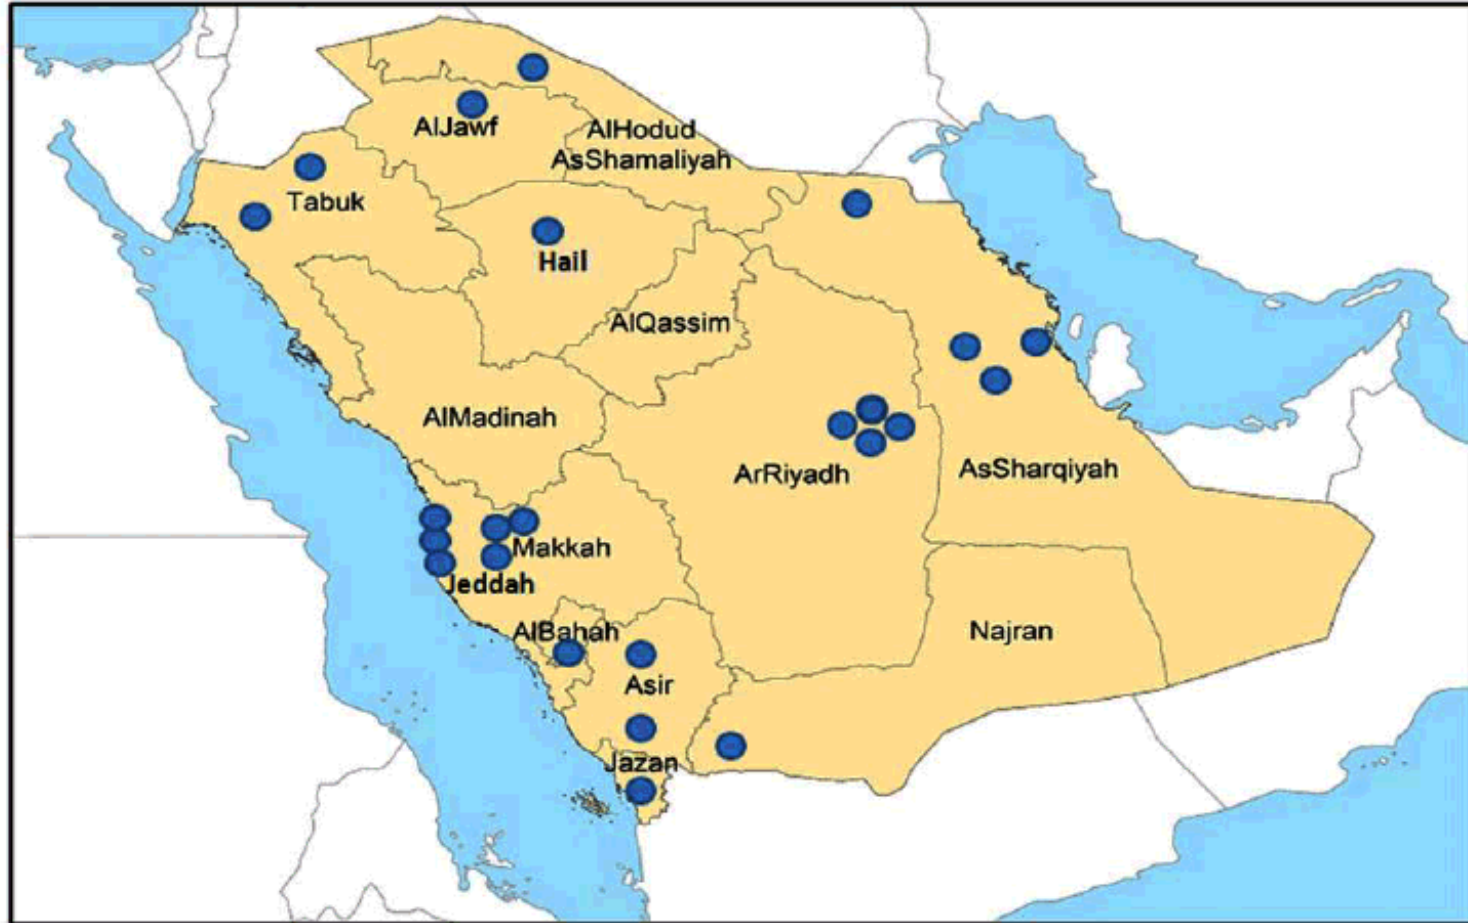 AlJawf
AlHodud
AsShamaliyah
Tabuk
Hail
AlQassim
AlMadinah
ArRiyadh
AsSharqiyah
Makkah
Jeddah
AlBahah
Najran
Asir
Jazan